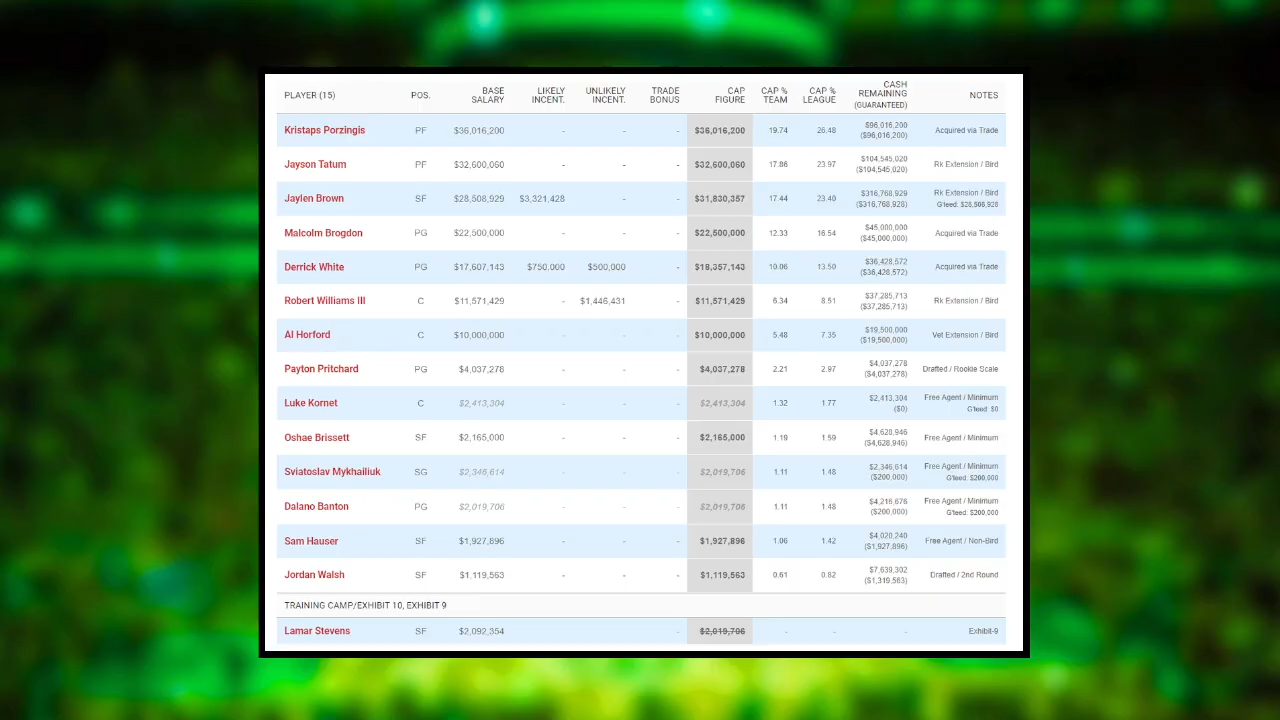 PLAYER (15) POS. BASE SALARY LIKELY INCENT. UNLIKELY INCENT. TRADE BONUS CAP FIGURE CAP % TEAM CAP % LEAGUE CASH REMAINING (GUARANTEED) NOTES
Kristaps Porzingis PF $36,016,200 - - - $36,016,200 19.74 26.48 $96,016,200 ($96,016,200) Acquired via Trade
Jayson Tatum PF $32,600,060 - - - $32,600,060 17.86 23.97 $104,545,020 ($104,545,020) Rk Extension / Bird
Jaylen Brown SF $28,508,929 $3,321,428 - - $31,830,357 17.44 23.40 $316,768,929 ($316,768,928) Rk Extension / Bird G'teed: $28,508,928
Malcolm Brogdon PG $22,500,000 - - - $22,500,000 12.33 16.54 $45,000,000 ($45,000,000) Acquired via Trade
Derrick White PG $17,607,143 $750,000 $500,000 - $18,357,143 10.06 13.50 $36,428,572 ($36,428,572) Acquired via Trade
Robert Williams III C $11,571,429 - $1,446,431 - $11,571,429 6.34 8.51 $37,285,713 ($37,285,713) Rk Extension / Bird
Al Horford C $10,000,000 - - - $10,000,000 5.48 7.35 $19,500,000 ($19,500,000) Vet Extension / Bird
Payton Pritchard PG $4,037,278 - - - $4,037,278 2.21 2.97 $4,037,278 ($4,037,278) Drafted / Rookie Scale
Luke Kornet C $2,413,304 - - - $2,413,304 1.32 1.77 $2,413,304 ($0) Free Agent / Minimum G'teed: $0
Oshae Brissett SF $2,165,000 - - - $2,165,000 1.19 1.59 $4,628,946 ($4,628,946) Free Agent / Minimum
Sviatoslav Mykhailiuk SG $2,346,614 - - - $2,019,706 1.11 1.48 $2,346,614 ($200,000) Free Agent / Minimum G'teed: $200,000
Dalano Banton PG $2,019,706 - - - $2,019,706 1.11 1.48 $4,216,676 ($200,000) Free Agent / Minimum G'teed: $200,000
Sam Hauser SF $1,927,896 - - - $1,927,896 1.06 1.42 $4,020,240 ($1,927,896) Free Agent / Non-Bird
Jordan Walsh SF $1,119,563 - - - $1,119,563 0.61 0.82 $7,639,302 ($1,319,563) Drafted / 2nd Round
TRAINING CAMP/EXHIBIT 10, EXHIBIT 9
Lamar Stevens SF $2,092,354 - $2,019,706 - - - Exhibit-9